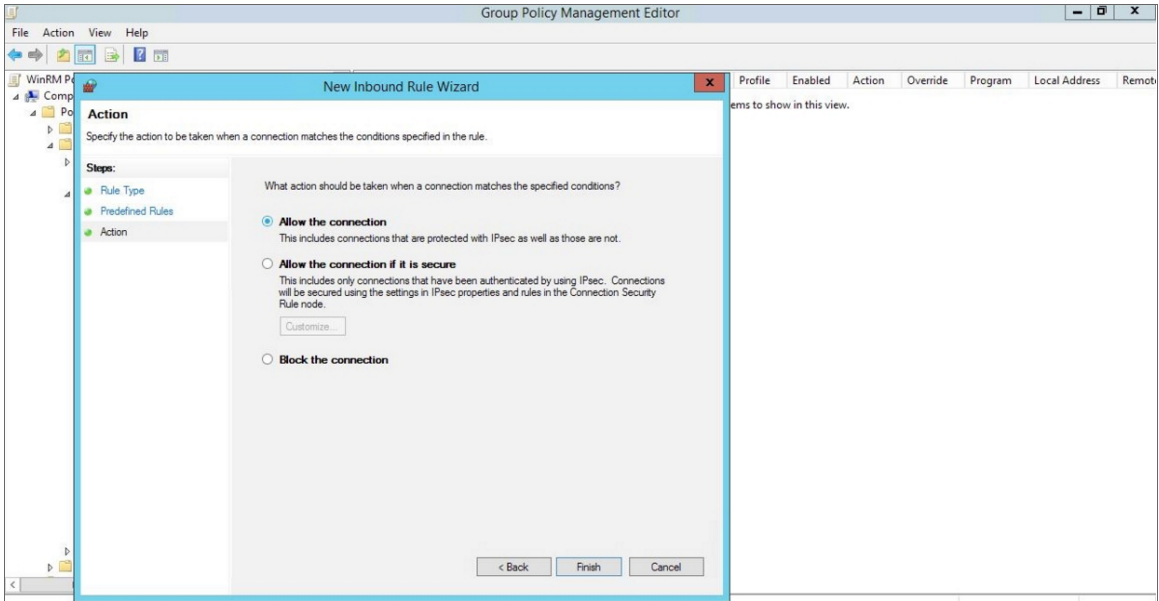 Group Policy Management Editor
File Action View Help
WinRM Po
Comp
Po
New Inbound Rule Wizard
Profile Enabled Action Override Program Local Address Remot
ems to show in this view.
Action
Specify the action to be taken when a connection matches the conditions specified in the rule.
Steps:
Rule Type
Predefined Rules
Action
What action should be taken when a connection matches the specified conditions?
Allow the connection
This includes connections that are protected with IPsec as well as those are not.
Allow the connection if it is secure
This includes only connections that have been authenticated by using IPsec. Connections
will be secured using the settings in IPsec properties and rules in the Connection Security
Rule node.
Customize...
Block the connection
< Back Finish Cancel